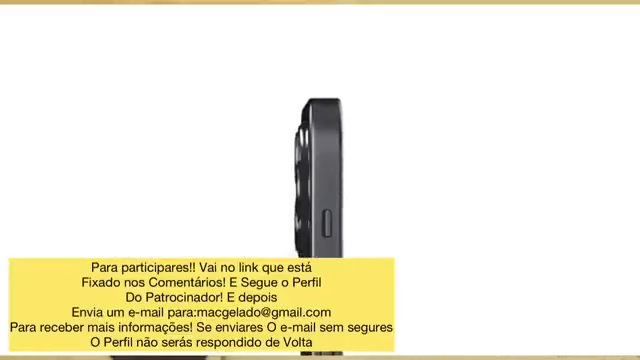 Para participares!! Vai no link que está
Fixado nos Comentários! E Segue o Perfil
Do Patrocinador! E depois
Envia um e-mail para:macgelado@gmail.com
Para receber mais informações! Se enviares O e-mail sem segures
O Perfil não serás respondido de Volta